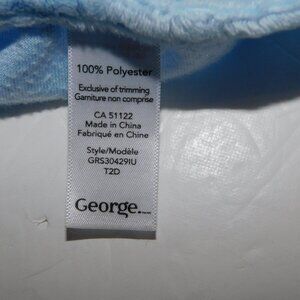 100% Polyester
Exclusive of trimming
Garniture non comprise
CA 51122
Made in China
Fabriqué en Chine
Style/Modèle
GRS30429IU
T2D
George.